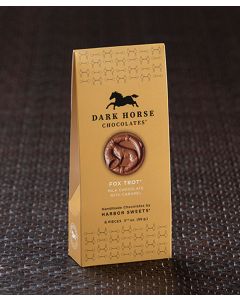 DARK HORSE
CHOCOLATES®
FOX TROT®
MILK CHOCOLATE
WITH CARAMEL
Handmade Chocolates by
HARBOR SWEETS®